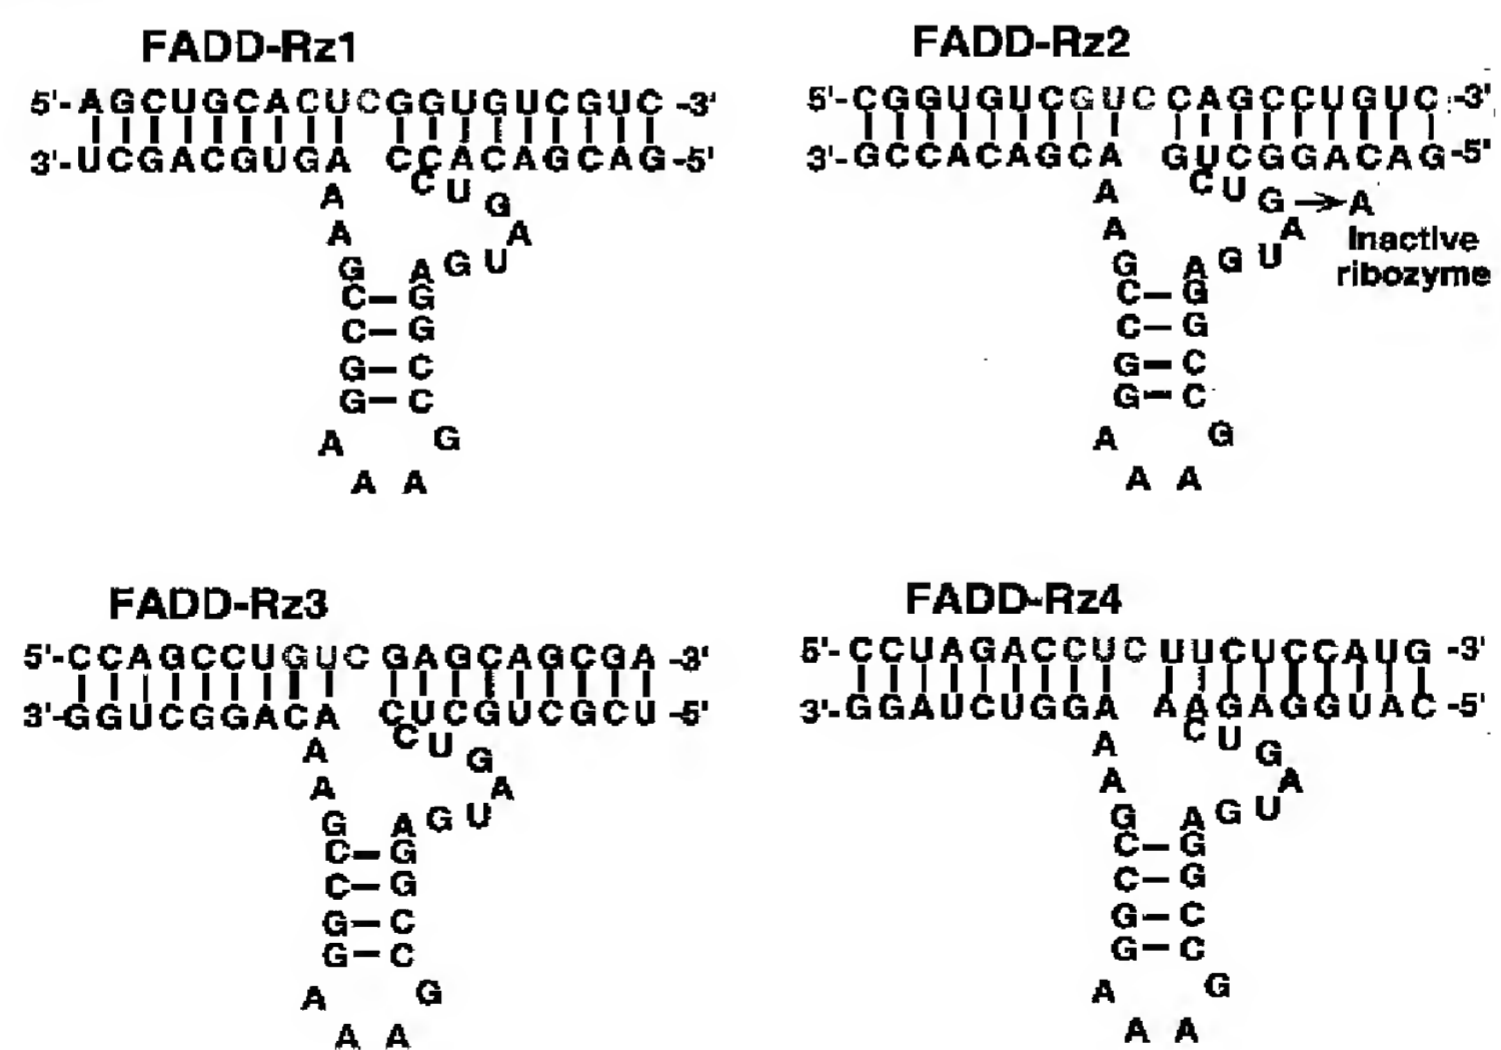 FADD-Rz1
5'-AGCUGCACUCGGUGUCGUC-3'
3'-UCGACGUGA CCACAGCAG-5'
A C U G
A A
G A G U
C-G
C-G
G-C
G-C
A G
A A
FADD-Rz2
5'-CGGUGUCGUCCAGCCUGUC-3'
3'-GCCACAGCA GUCGGACAG-5'
A C U G→A
A A Inactive
G A G U ribozyme
C-G
C-G
G-C
G-C
A G
A A
FADD-Rz3
5'-CCAGCCUGUCGAGCAGCGA-3'
3'-GGUCGGACA CUCGUCGCU-5'
A C U G
A A
G A G U
C-G
C-G
G-C
G-C
A G
A A
FADD-Rz4
5'-CCUAGACCUCUUCUCCAUG-3'
3'-GGAUCUGGA AAGAGGUAC-5'
A C U G
A A
G A G U
C-G
C-G
G-C
G-C
A G
A A